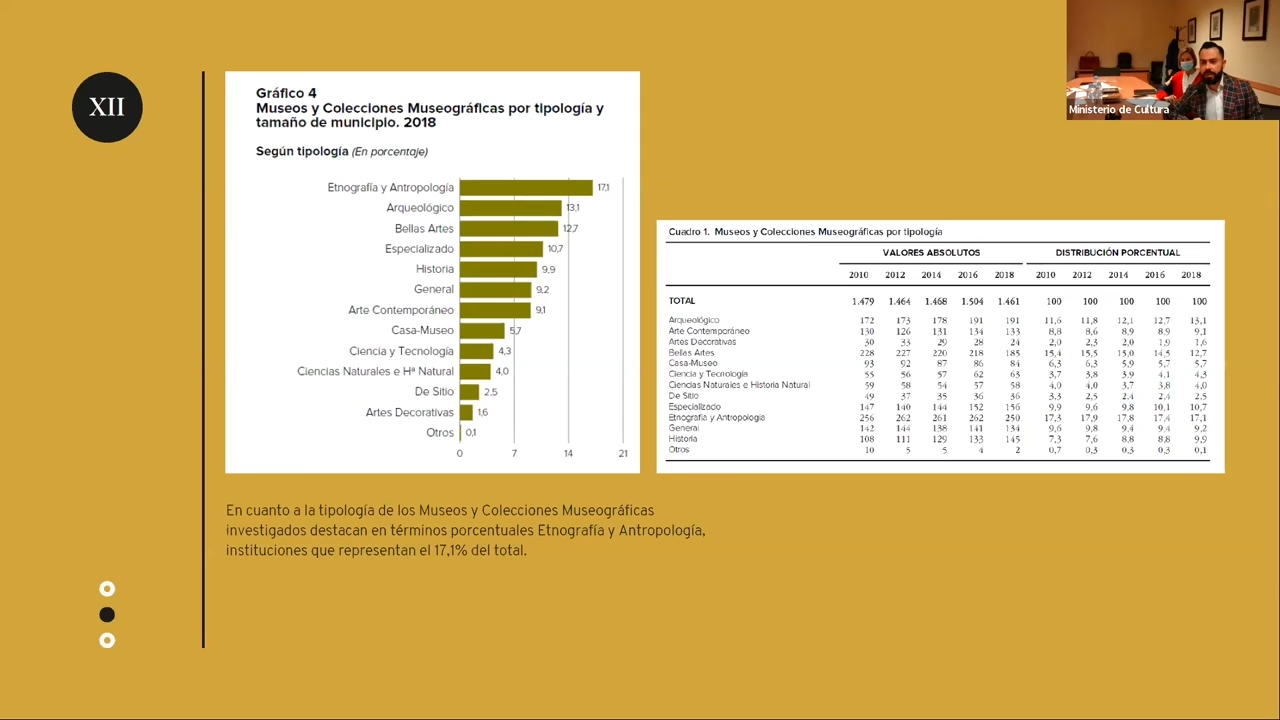 XII
Gráfico 4
Museos y Colecciones Museográficas por tipología y
tamaño de municipio. 2018
Según tipología (En porcentaje)
Etnografía y Antropología 17,1
Arqueológico 13,1
Bellas Artes 12,7
Especializado 10,7
Historia 9,9
General 9,2
Arte Contemporáneo 9,1
Casa-Museo 5,7
Ciencia y Tecnología 4,3
Ciencias Naturales e Hª Natural 4,0
De Sitio 2,5
Artes Decorativas 1,6
Otros 0,1
0 7 14 21
Ministerio de Cultura
Cuadro 1. Museos y Colecciones Museográficas por tipología
VALORES ABSOLUTOS DISTRIBUCIÓN PORCENTUAL
2010 2012 2014 2016 2018 2010 2012 2014 2016 2018
TOTAL 1.479 1.464 1.468 1.504 1.461 100 100 100 100 100
Arqueológico 172 173 178 191 191 11,6 11,8 12,1 12,7 13,1
Arte Contemporáneo 130 126 131 134 133 8,8 8,6 8,9 8,9 9,1
Artes Decorativas 30 33 29 28 24 2,0 2,3 2,0 1,9 1,6
Bellas Artes 228 227 220 218 185 15,4 15,5 15,0 14,5 12,7
Casa-Museo 93 92 87 86 84 6,3 6,3 5,9 5,7 5,7
Ciencia y Tecnología 55 56 57 62 63 3,7 3,8 3,9 4,1 4,3
Ciencias Naturales e Historia Natural 59 58 54 57 58 4,0 4,0 3,7 3,8 4,0
De Sitio 49 37 35 36 36 3,3 2,5 2,4 2,4 2,5
Especializado 147 140 144 152 156 9,9 9,6 9,8 10,1 10,7
Etnografía y Antropología 256 262 261 262 250 17,3 17,9 17,8 17,4 17,1
General 142 144 138 141 134 9,6 9,8 9,4 9,4 9,2
Historia 108 111 129 133 145 7,3 7,6 8,8 8,8 9,9
Otros 10 5 5 4 2 0,7 0,3 0,3 0,3 0,1
En cuanto a la tipología de los Museos y Colecciones Museográficas
investigados destacan en términos porcentuales Etnografía y Antropología,
instituciones que representan el 17,1% del total.